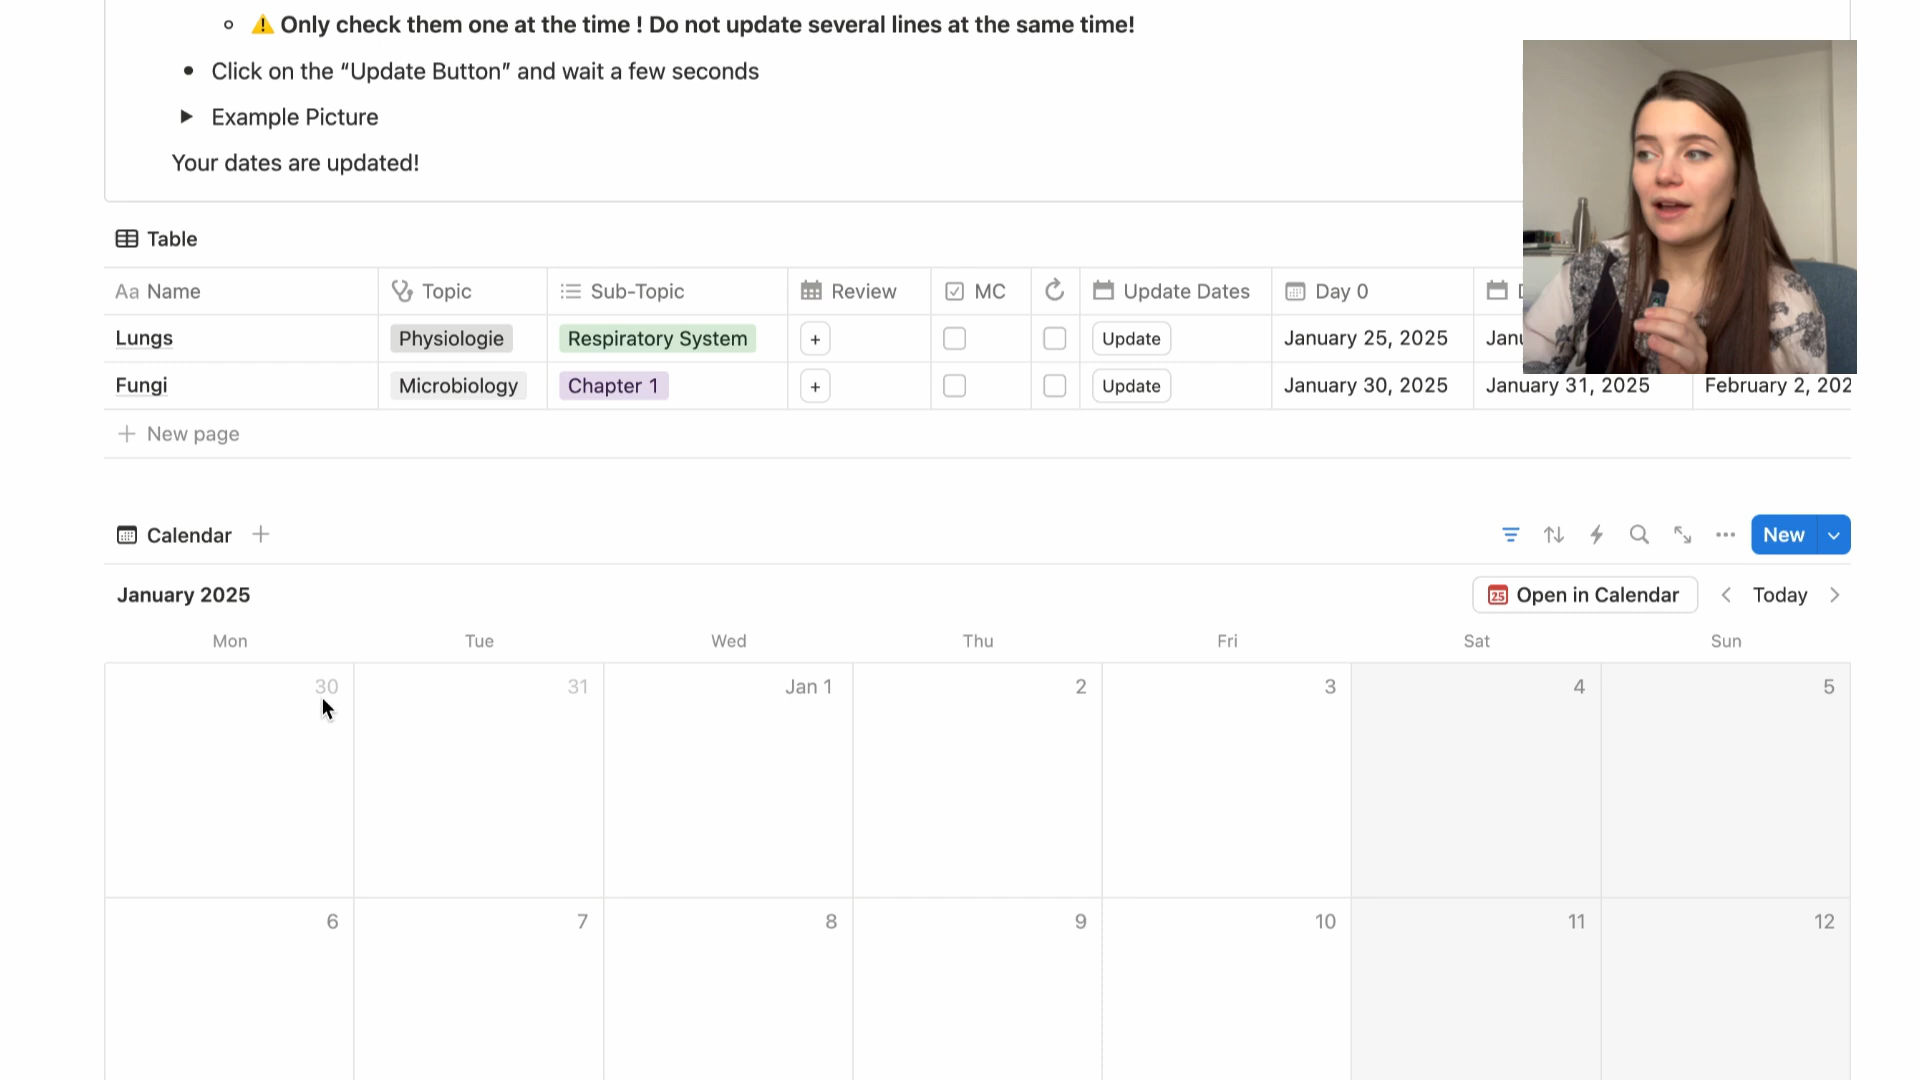 ⚠️ Only check them one at the time ! Do not update several lines at the same time!
Click on the “Update Button” and wait a few seconds
Example Picture
Your dates are updated!
Table
Aa Name Topic Sub-Topic Review MC Update Dates Day 0
Lungs Physiologie Respiratory System + Update January 25, 2025
Fungi Microbiology Chapter 1 + Update January 30, 2025 January 31, 2025 February 2, 202
+ New page
Calendar +
New
January 2025
25 Open in Calendar < Today >
Mon Tue Wed Thu Fri Sat Sun
30 31 Jan 1 2 3 4 5
6 7 8 9 10 11 12